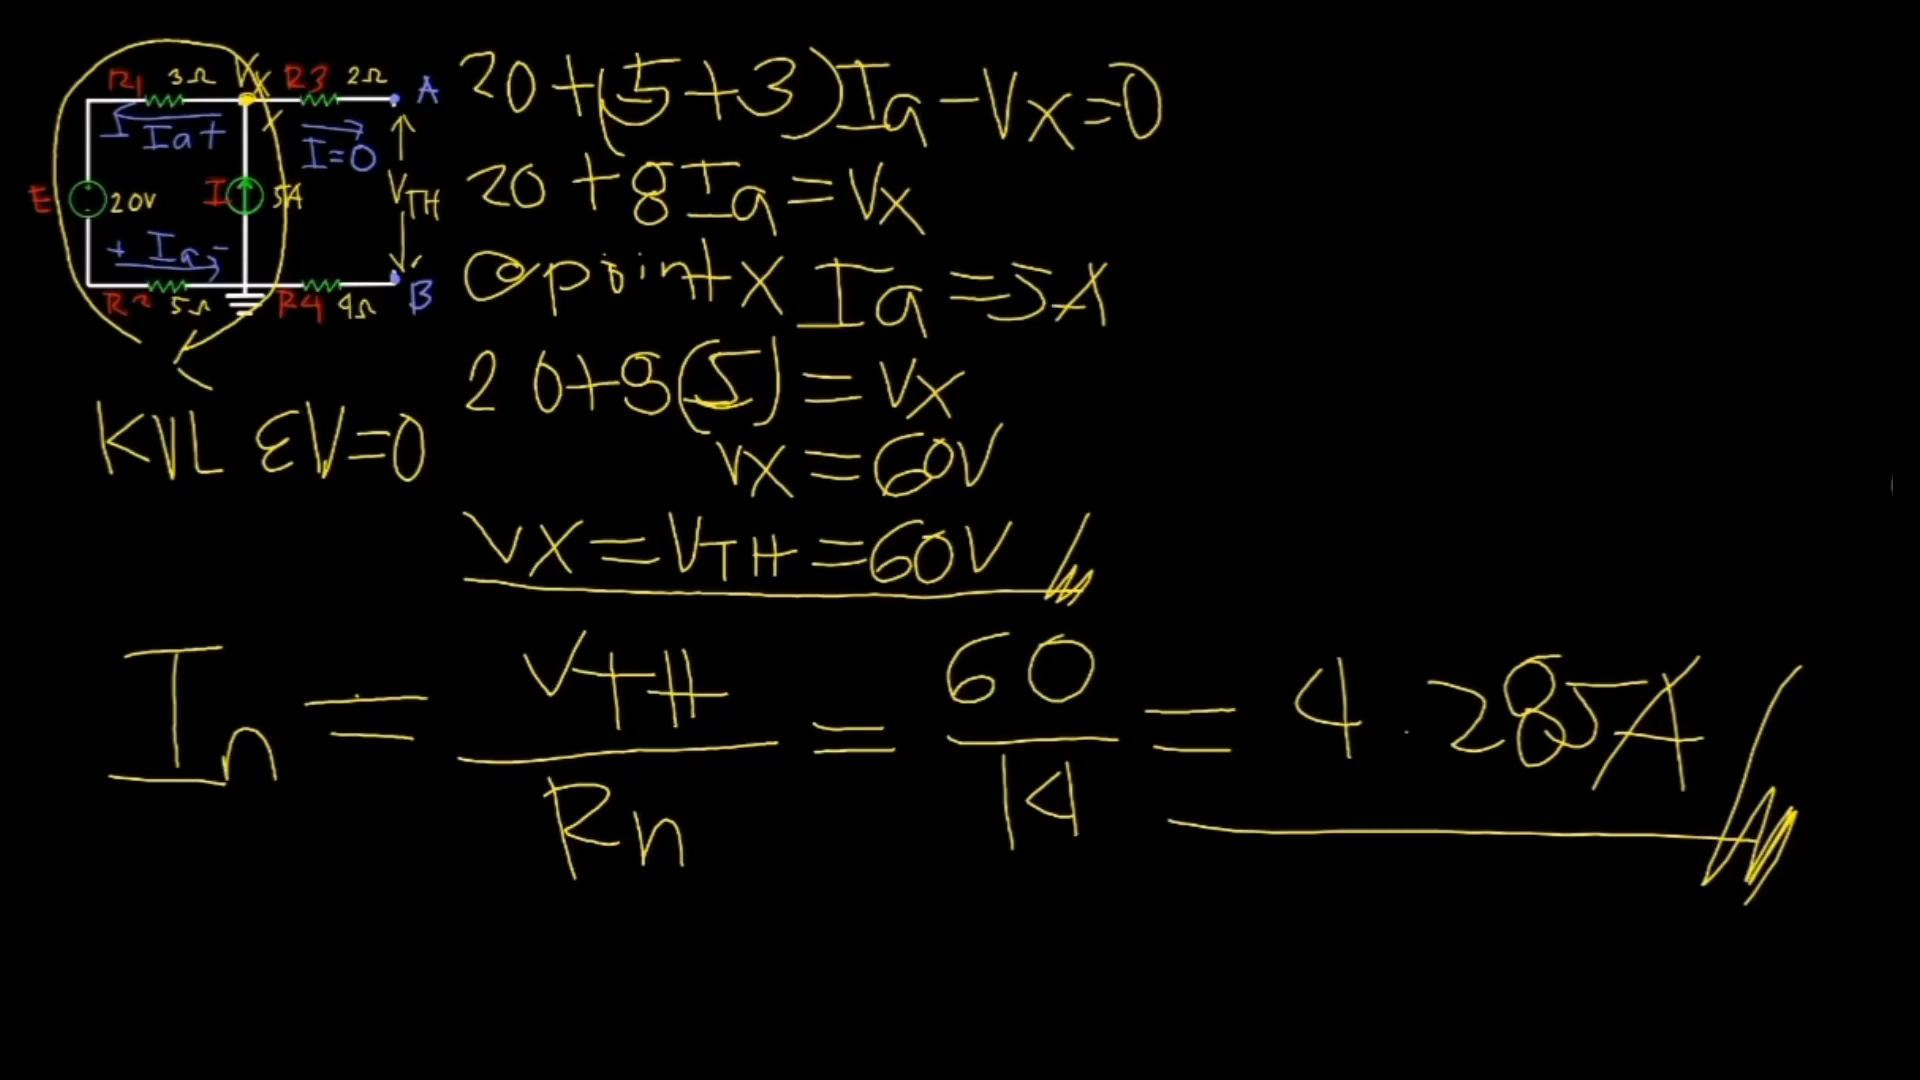 R1 3Ω Vx R3 2Ω A
Ia+
I=0
X
E 20V I 5A VTH
+ Ia -
R2 5Ω R4 4Ω B
KVL ƐV=0
20+(5+3)Ia-Vx=0
20+8Ia=Vx
@point X Ia=5A
20+8(5)=Vx
Vx=60V
Vx=VTH=60V
In = VTH/Rn = 60/14 = 4.285A